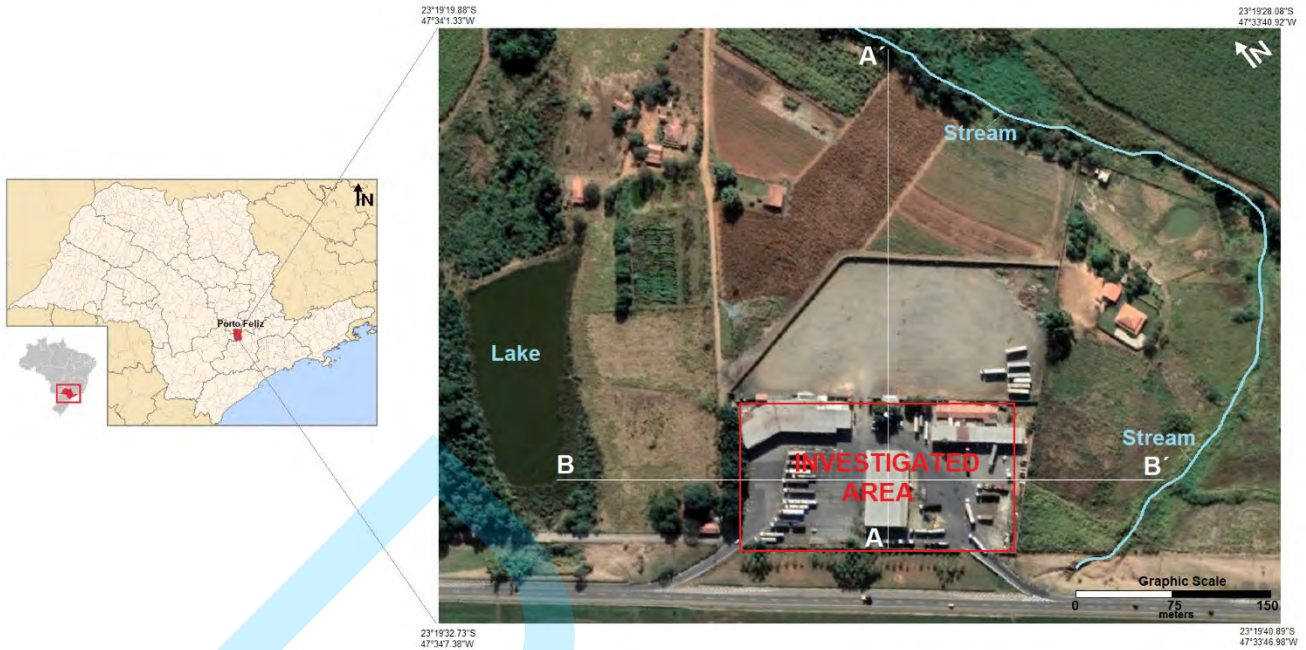 23°19'19.88"S
47°34'1.33"W
23°19'28.08"S
47°33'40.92"W
N
A´
Stream
N
Porto Feliz
Lake
Stream
B
B´
INVESTIGATED
AREA
A
Graphic Scale
0 75 150
meters
23°19'32.73"S
47°34'7.38"W
23°19'40.89"S
47°33'46.98"W